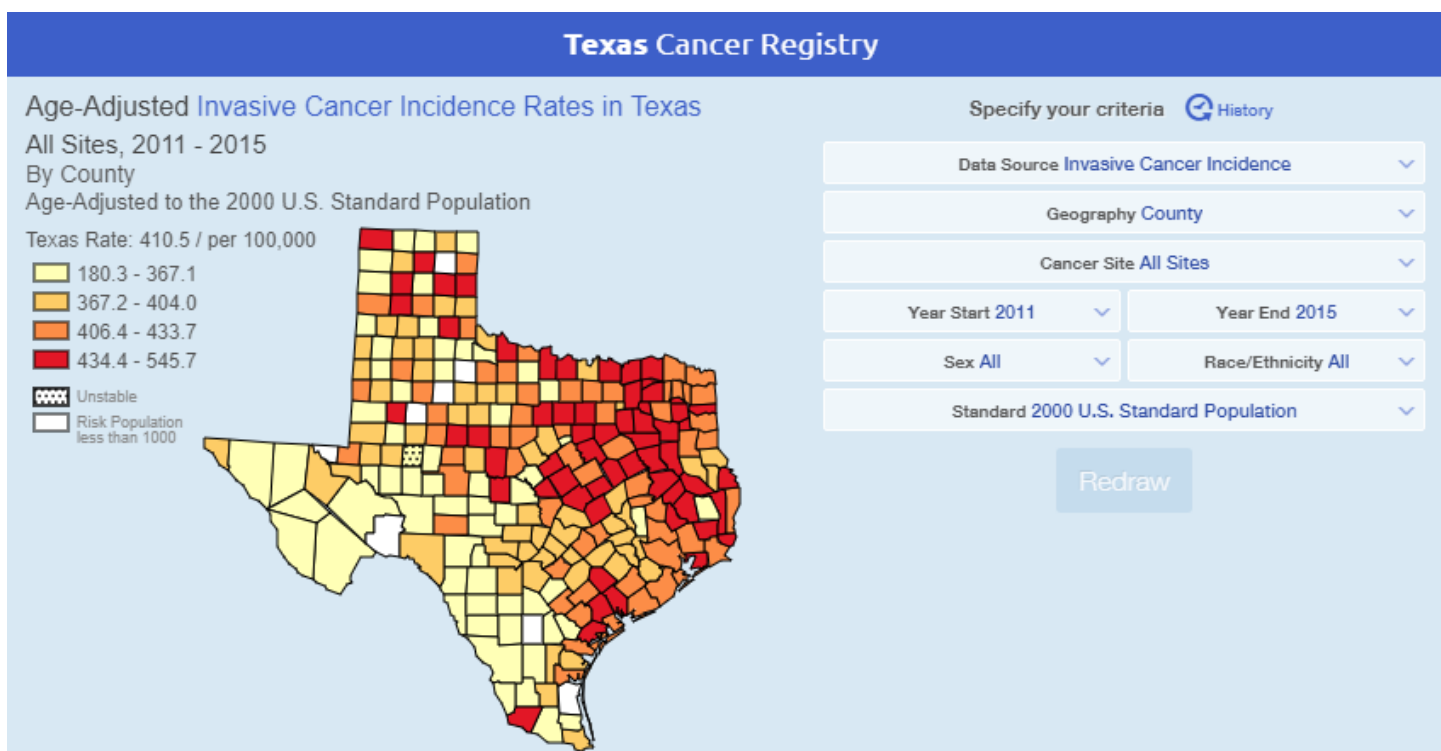 Texas Cancer Registry
Age-Adjusted Invasive Cancer Incidence Rates in Texas
All Sites, 2011 - 2015
By County
Age-Adjusted to the 2000 U.S. Standard Population
Texas Rate: 410.5 / per 100,000
180.3 - 367.1
367.2 - 404.0
406.4 - 433.7
434.4 - 545.7
Unstable
Risk Population
less than 1000
Specify your criteria History
Data Source Invasive Cancer Incidence
Geography County
Cancer Site All Sites
Year Start 2011
Year End 2015
Sex All
Race/Ethnicity All
Standard 2000 U.S. Standard Population
Redraw